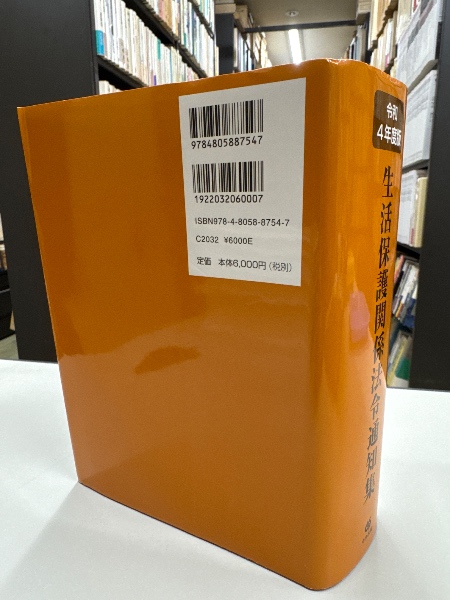 9784805887547
1922032060007
ISBN978-4-8058-8754-7
C2032 ¥6000E
定価 本体6,000円(税別)
令和
4年度版
生活保護関係法令通知集